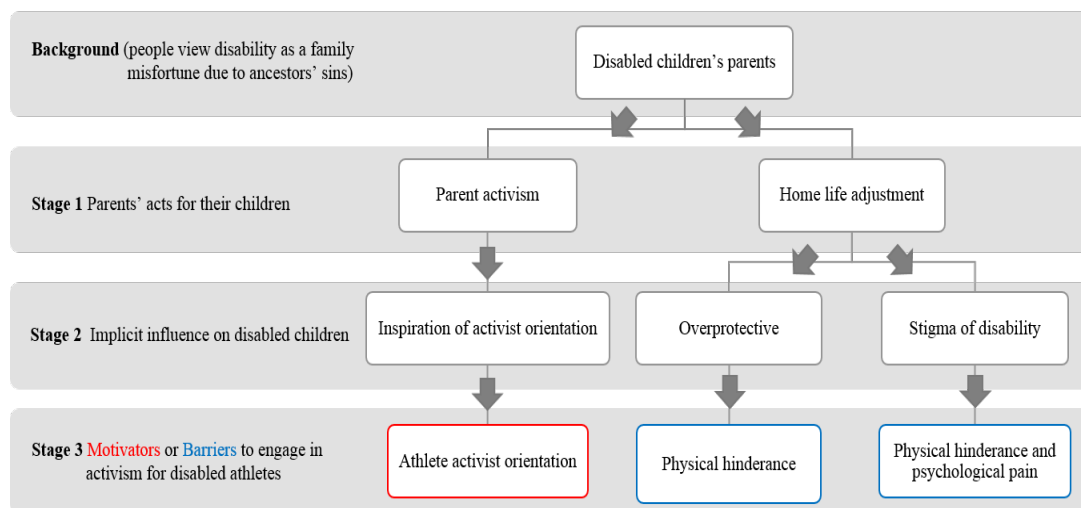 Background (people view disability as a family
misfortune due to ancestors' sins)
Disabled children's parents
Stage 1 Parents' acts for their children
Parent activism
Home life adjustment
Stage 2 Implicit influence on disabled children
Inspiration of activist orientation
Overprotective
Stigma of disability
Stage 3 Motivators or Barriers to engage in
activism for disabled athletes
Athlete activist orientation
Physical hinderance
Physical hinderance and
psychological pain